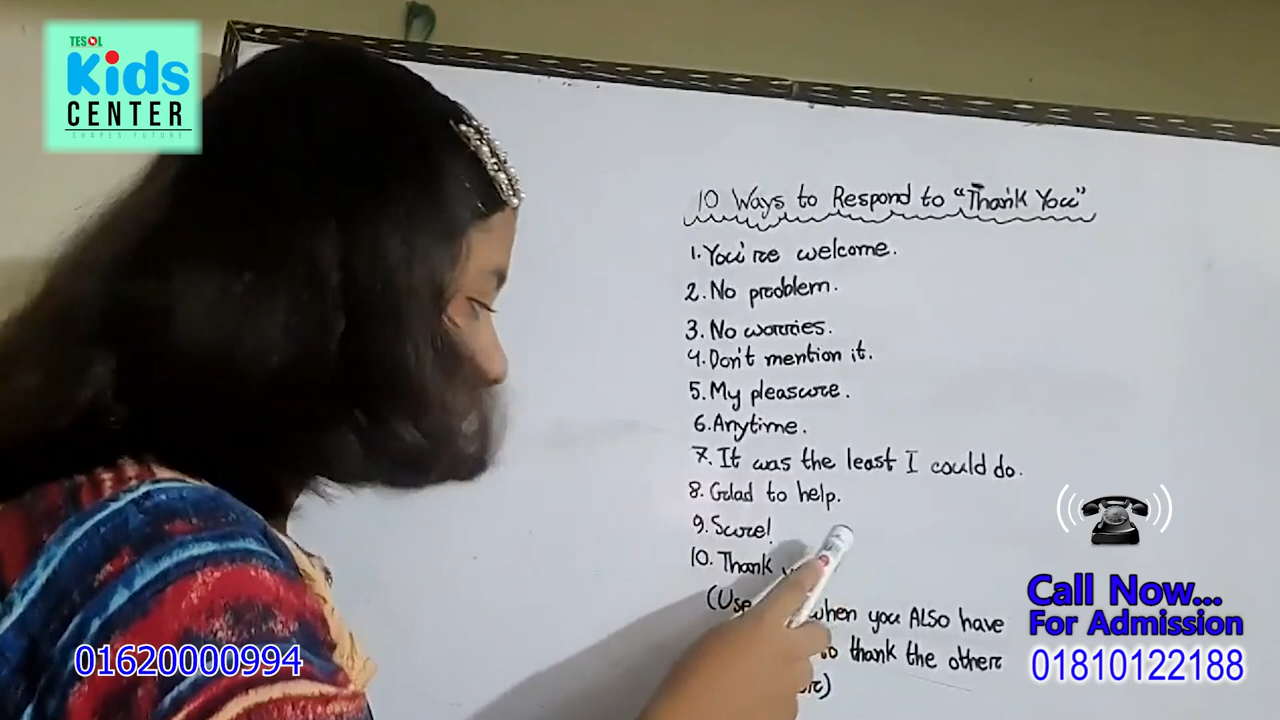 TESOL
Kids
CENTER
SHAPES FUTURE
10 Ways to Respond to "Thank You"
1. You're welcome.
2. No problem.
3. No worries.
4. Don't mention it.
5. My pleasure.
6. Anytime.
7. It was the least I could do.
8. Glad to help.
9. Sure!
10. Thank
(Use when you ALSO have
to thank the other
01620000994
Call Now...
For Admission
01810122188